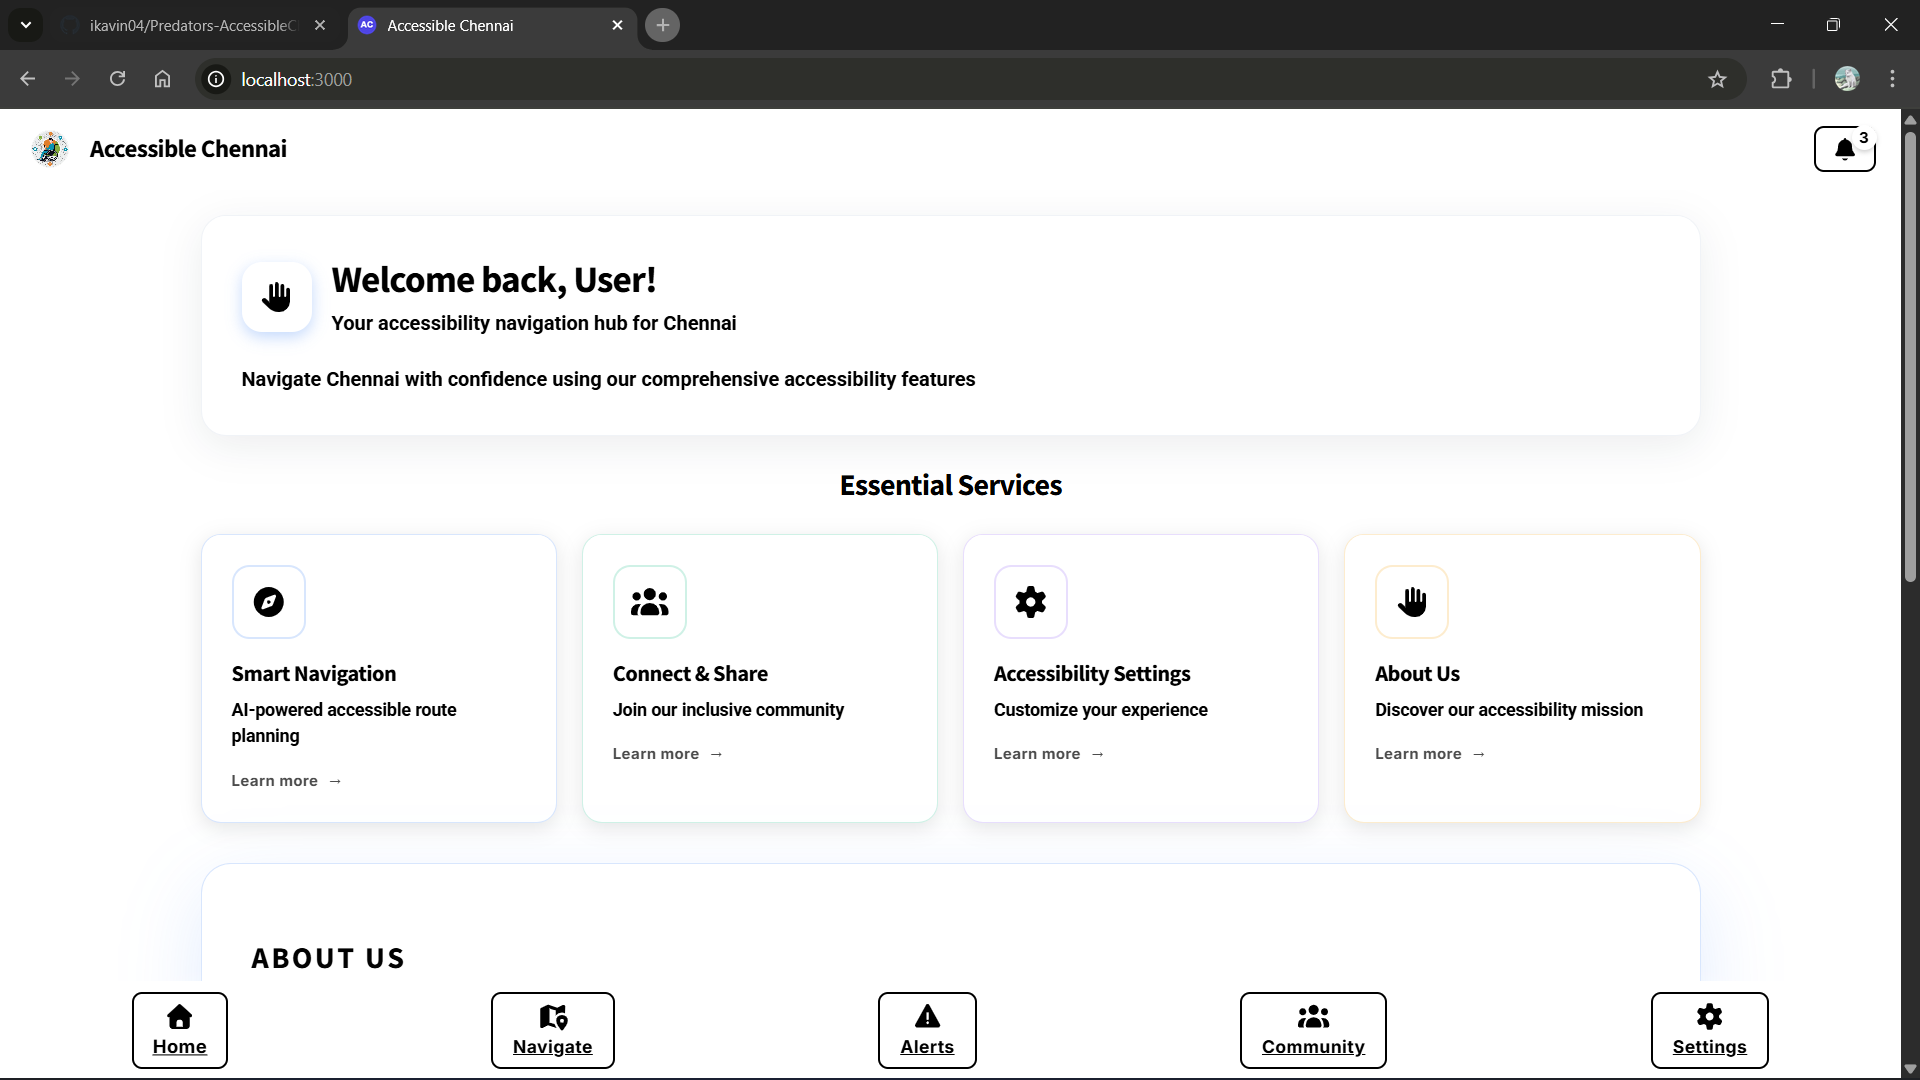 ikavin04/Predators-AccessibleC
AC Accessible Chennai
localhost:3000
Accessible Chennai
3
Welcome back, User!
Your accessibility navigation hub for Chennai
Navigate Chennai with confidence using our comprehensive accessibility features
Essential Services
Smart Navigation
AI-powered accessible route
planning
Learn more →
Connect & Share
Join our inclusive community
Learn more →
Accessibility Settings
Customize your experience
Learn more →
About Us
Discover our accessibility mission
Learn more →
ABOUT US
Home
Navigate
Alerts
Community
Settings